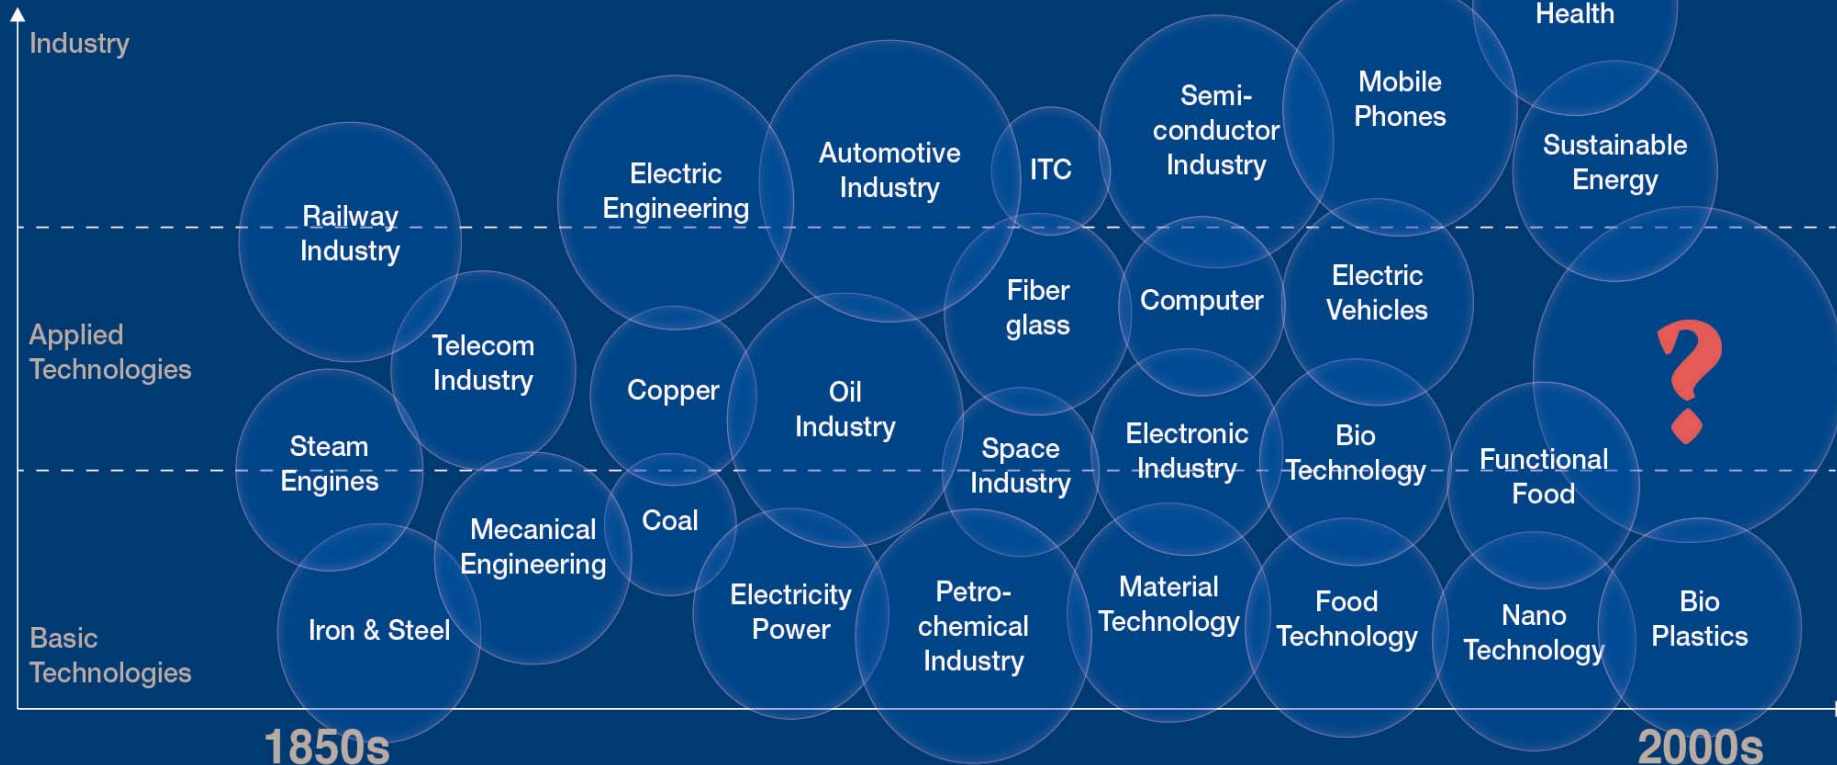 Industry
Health
Mobile
Phones
Semi-
conductor
Industry
Sustainable
Energy
Automotive
Industry
ITC
Electric
Engineering
Railway
Industry
Applied
Technologies
Telecom
Industry
Copper
Oil
Industry
Fiber
glass
Computer
Electric
Vehicles
?
Steam
Engines
Mecanical
Engineering
Coal
Space
Industry
Electronic
Industry
Bio
Technology
Functional
Food
Basic
Technologies
Iron & Steel
Electricity
Power
Petro-
chemical
Industry
Material
Technology
Food
Technology
Nano
Technology
Bio
Plastics
1850s
2000s